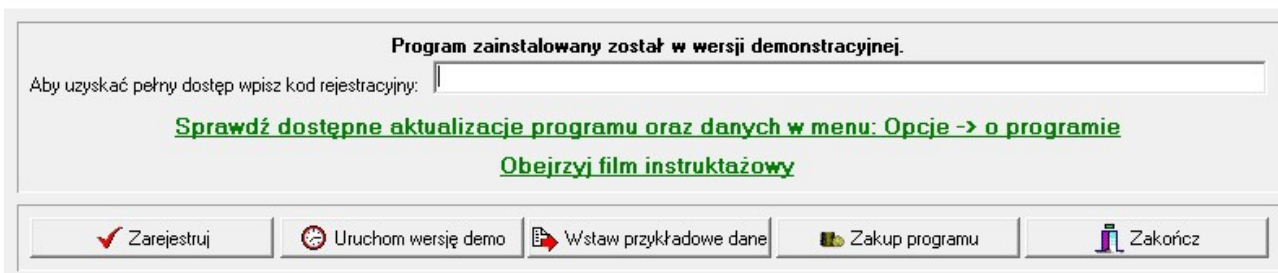 Program zainstalowany został w wersji demonstracyjnej.
Aby uzyskać pełny dostęp wpisz kod rejestracyjny:
Sprawdź dostępne aktualizacje programu oraz danych w menu: Opcje -> o programie
Obejrzyj film instruktażowy
Zarejestruj Uruchom wersję demo Wstaw przykładowe dane Zakup programu Zakończ